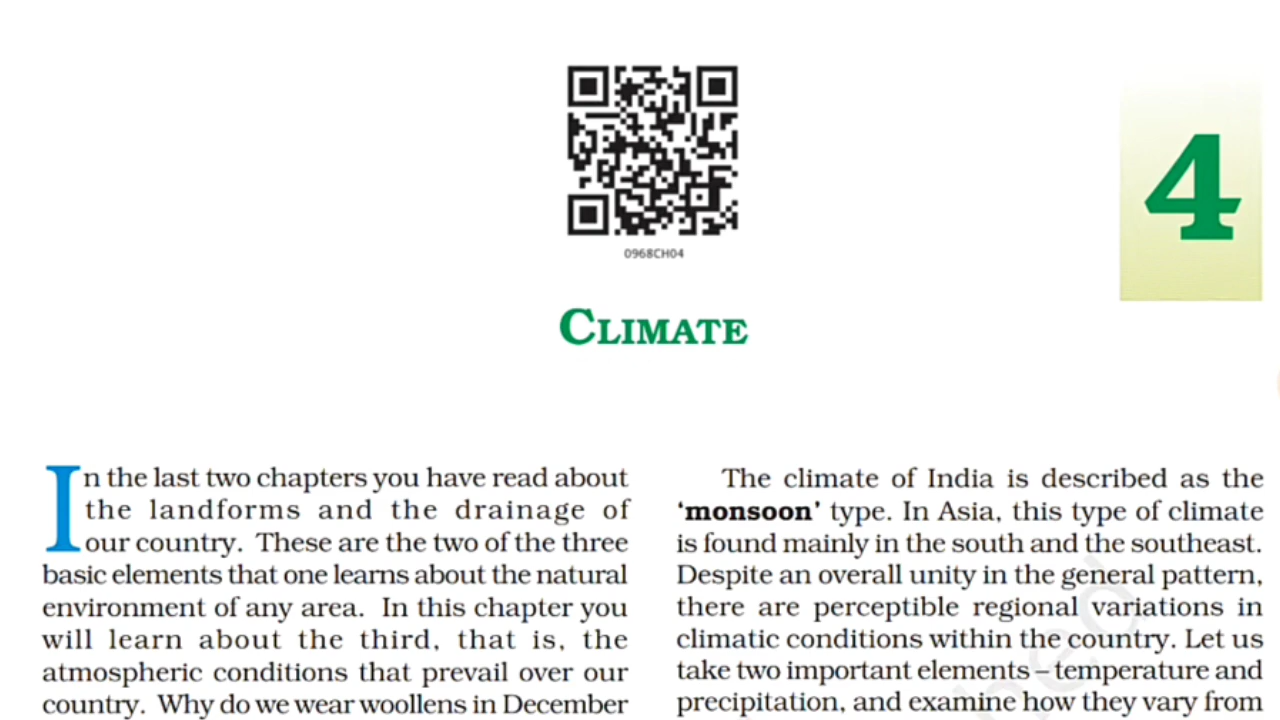 0968CH04
4
CLIMATE
In the last two chapters you have read about
the landforms and the drainage of
our country. These are the two of the three
basic elements that one learns about the natural
environment of any area. In this chapter you
will learn about the third, that is, the
atmospheric conditions that prevail over our
country. Why do we wear woollens in December
The climate of India is described as the
‘monsoon’ type. In Asia, this type of climate
is found mainly in the south and the southeast.
Despite an overall unity in the general pattern,
there are perceptible regional variations in
climatic conditions within the country. Let us
take two important elements – temperature and
precipitation, and examine how they vary from